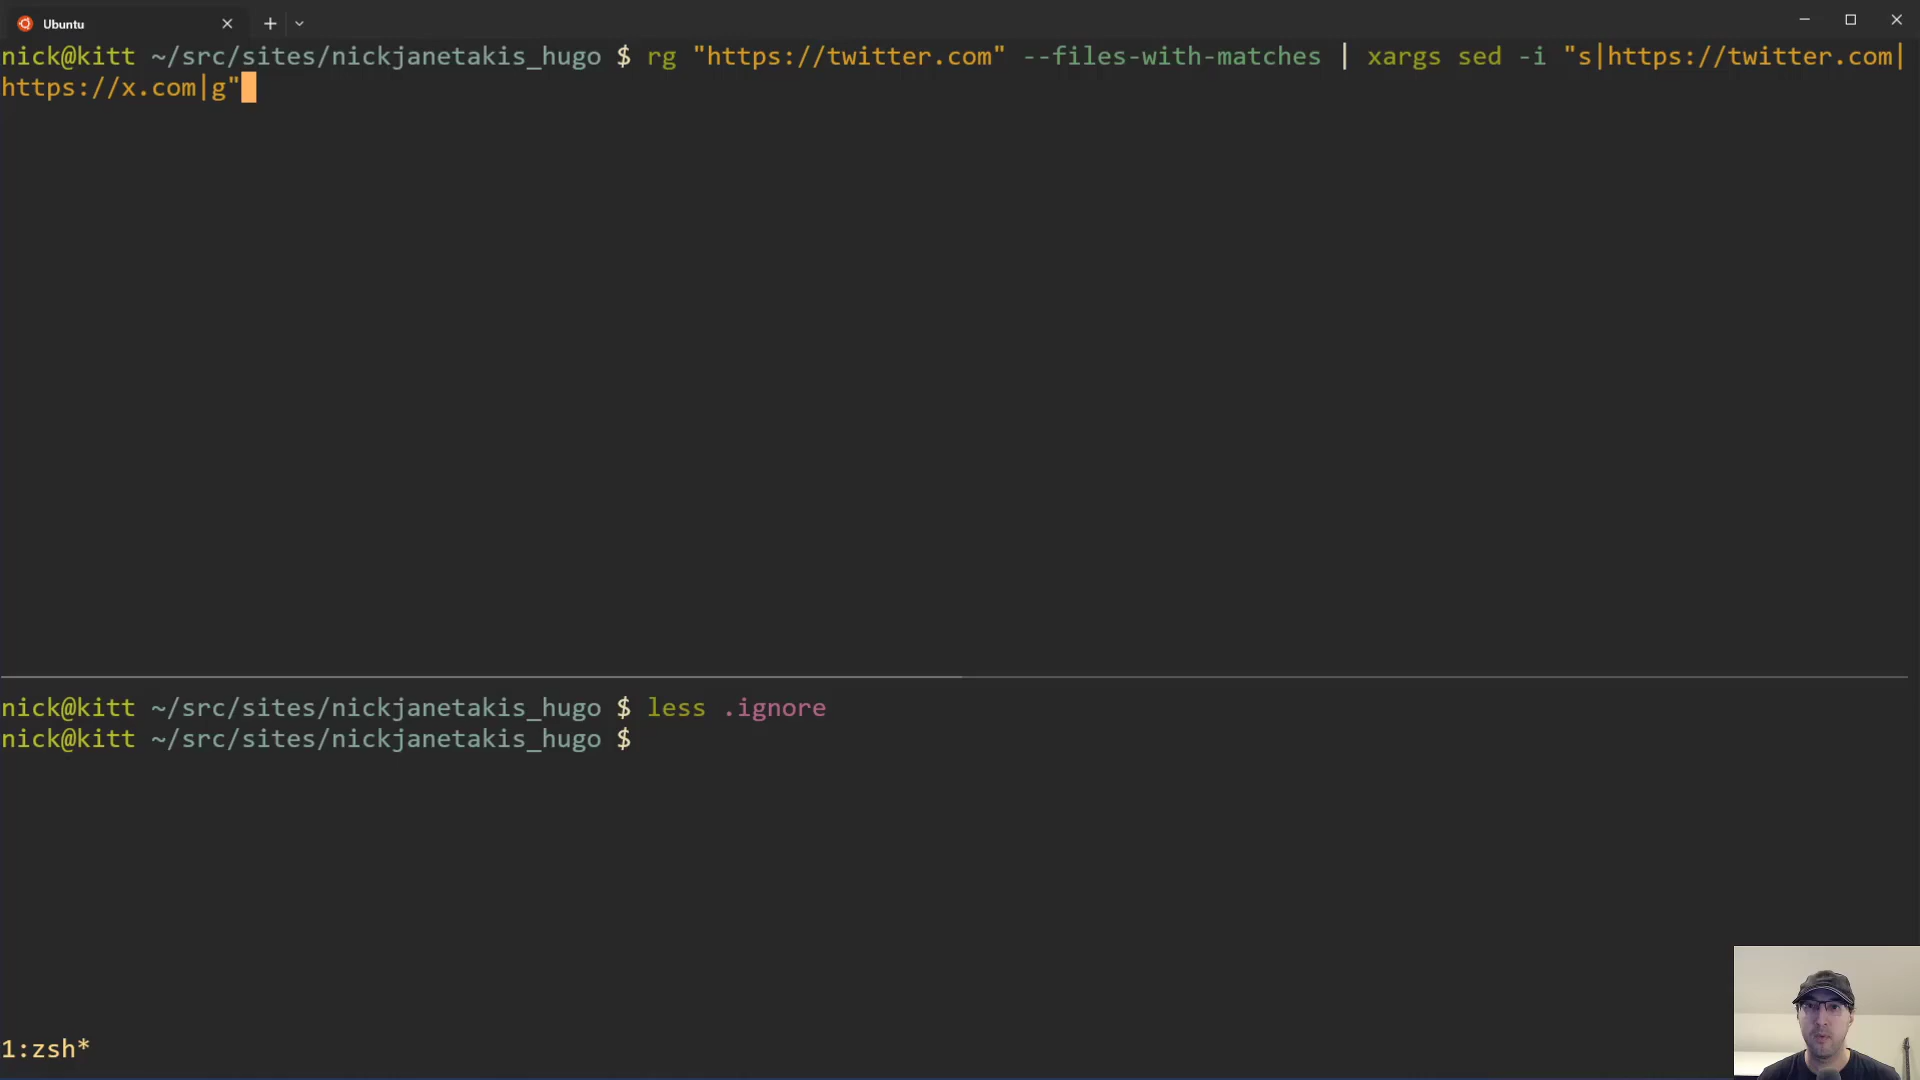 Ubuntu
nick@kitt ~/src/sites/nickjanetakis_hugo $ rg "https://twitter.com" --files-with-matches | xargs sed -i "s|https://twitter.com|
https://x.com|g"
nick@kitt ~/src/sites/nickjanetakis_hugo $ less .ignore
nick@kitt ~/src/sites/nickjanetakis_hugo $
1:zsh*